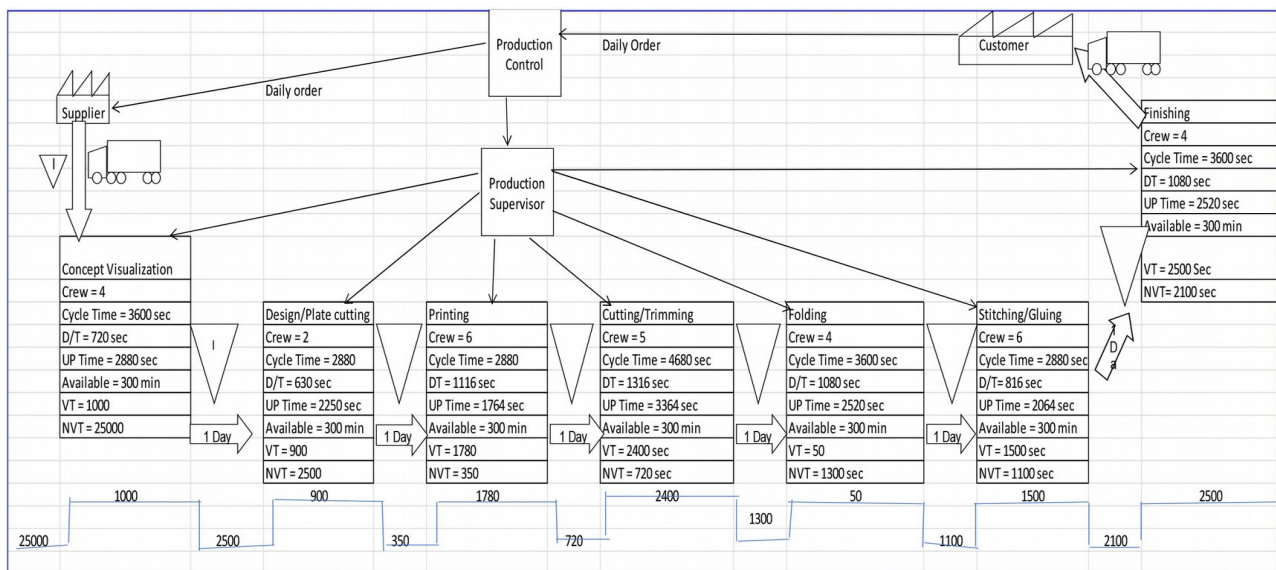 Production
Control
Daily Order
Customer
Daily order
Supplier
I
Production
Supervisor
Finishing
Crew = 4
Cycle Time = 3600 sec
DT = 1080 sec
UP Time = 2520 sec
Available = 300 min
VT = 2500 Sec
NVT= 2100 sec
Concept Visualization
Crew = 4
Cycle Time = 3600 sec
D/T = 720 sec
UP Time = 2880 sec
Available = 300 min
VT = 1000
NVT = 25000
I
1 Day
Design/Plate cutting
Crew = 2
Cycle Time = 2880
D/T = 630 sec
UP Time = 2250 sec
Available = 300 min
VT = 900
NVT = 2500
1 Day
Printing
Crew = 6
Cycle Time = 2880
DT = 1116 sec
UP Time = 1764 sec
Available = 300 min
VT = 1780
NVT = 350
1 Day
Cutting/Trimming
Crew = 5
Cycle Time = 4680 sec
DT = 1316 sec
UP Time = 3364 sec
Available = 300 min
VT = 2400 sec
NVT = 720 sec
1 Day
Folding
Crew = 4
Cycle Time = 3600 sec
D/T = 1080 sec
UP Time = 2520 sec
Available = 300 min
VT = 50
NVT = 1300 sec
1 Day
Stitching/Gluing
Crew = 6
Cycle Time = 2880 sec
D/T= 816 sec
UP Time = 2064 sec
Available = 300 min
VT = 1500 sec
NVT = 1100 sec
1 Da
1000
900
1780
2400
50
1500
2500
25000
2500
350
720
1300
1100
2100